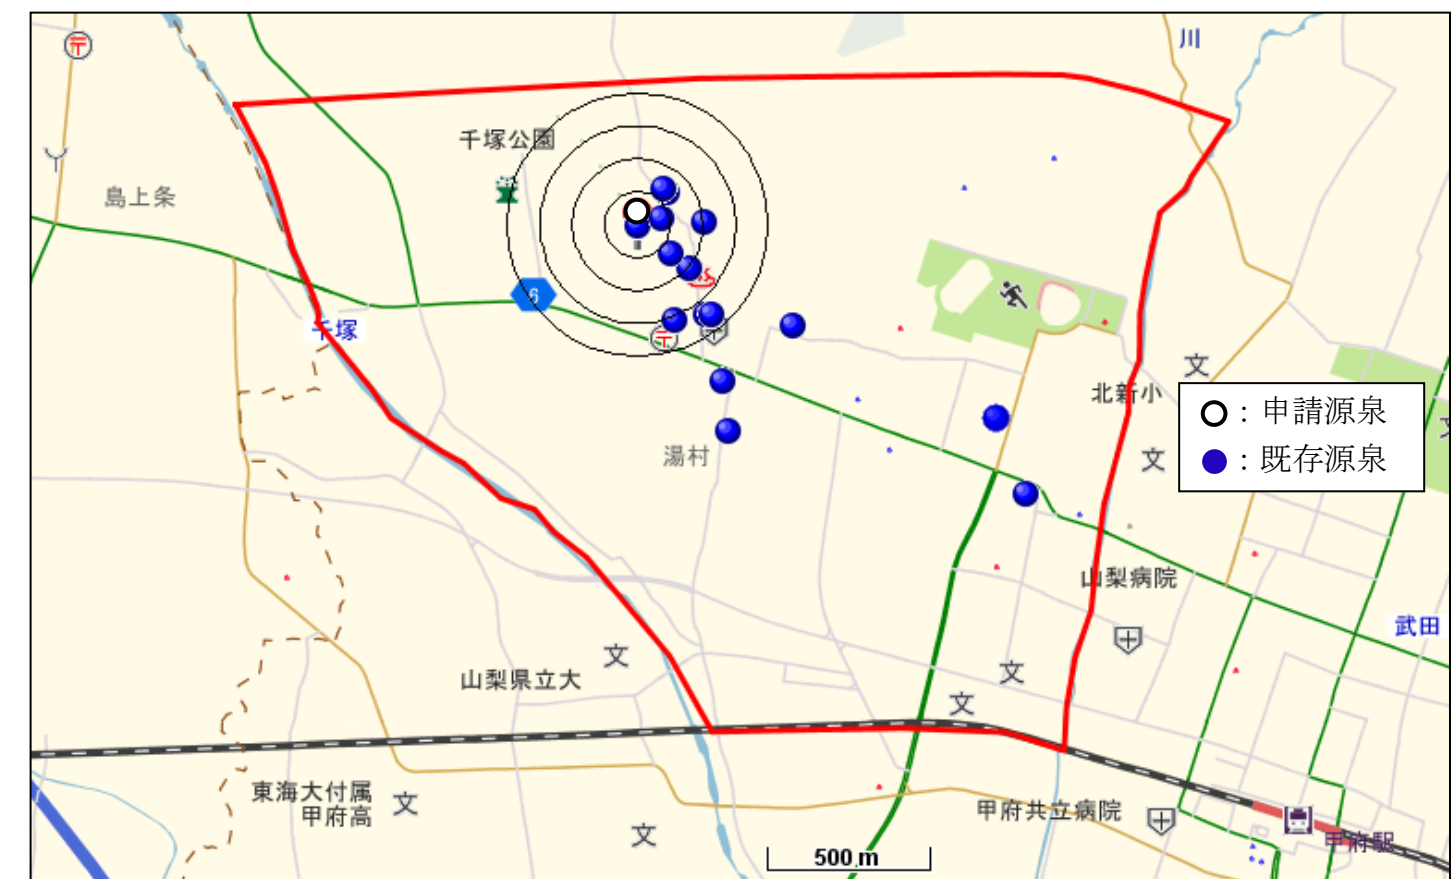 川
千塚公園
島上条
6
千塚
北新小
文
：申請源泉
：既存源泉
文
湯村
文
山梨病院
武田
文
山梨県立大
文
文
東海大付属
甲府高
文
甲府共立病院
文
甲府駅
500 m